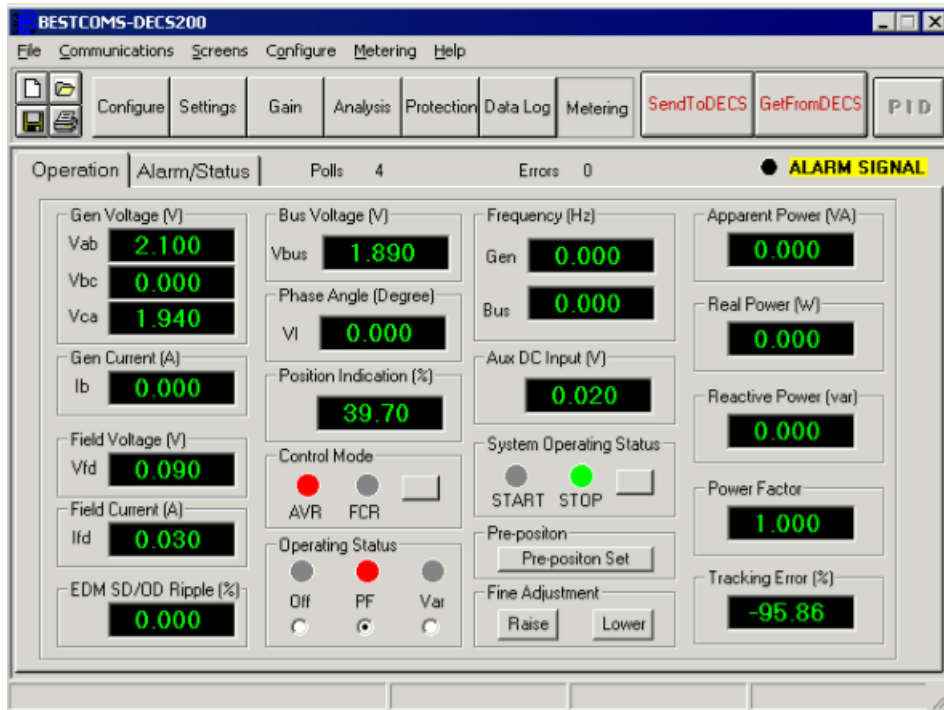 BESTCOMS-DECS200
File Communications Screens Configure Metering Help
Configure Settings Gain Analysis Protection Data Log Metering SendToDECS GetFromDECS PID
Operation Alarm/Status Polls 4 Errors 0 ALARM SIGNAL
Gen Voltage (V)
Vab 2.100
Vbc 0.000
Vca 1.940
Gen Current (A)
Ib 0.000
Field Voltage (V)
Vfd 0.090
Field Current (A)
Ifd 0.030
EDM SD/OD Ripple (%)
0.000
Bus Voltage (V)
Vbus 1.890
Phase Angle (Degree)
VI 0.000
Position Indication (%)
39.70
Control Mode
AVR FCR
Operating Status
Off PF Var
Frequency (Hz)
Gen 0.000
Bus 0.000
Aux DC Input (V)
0.020
System Operating Status
START STOP
Pre-positon
Pre-positon Set
Fine Adjustment
Raise Lower
Apparent Power (VA)
0.000
Real Power (W)
0.000
Reactive Power (var)
0.000
Power Factor
1.000
Tracking Error (%)
-95.86